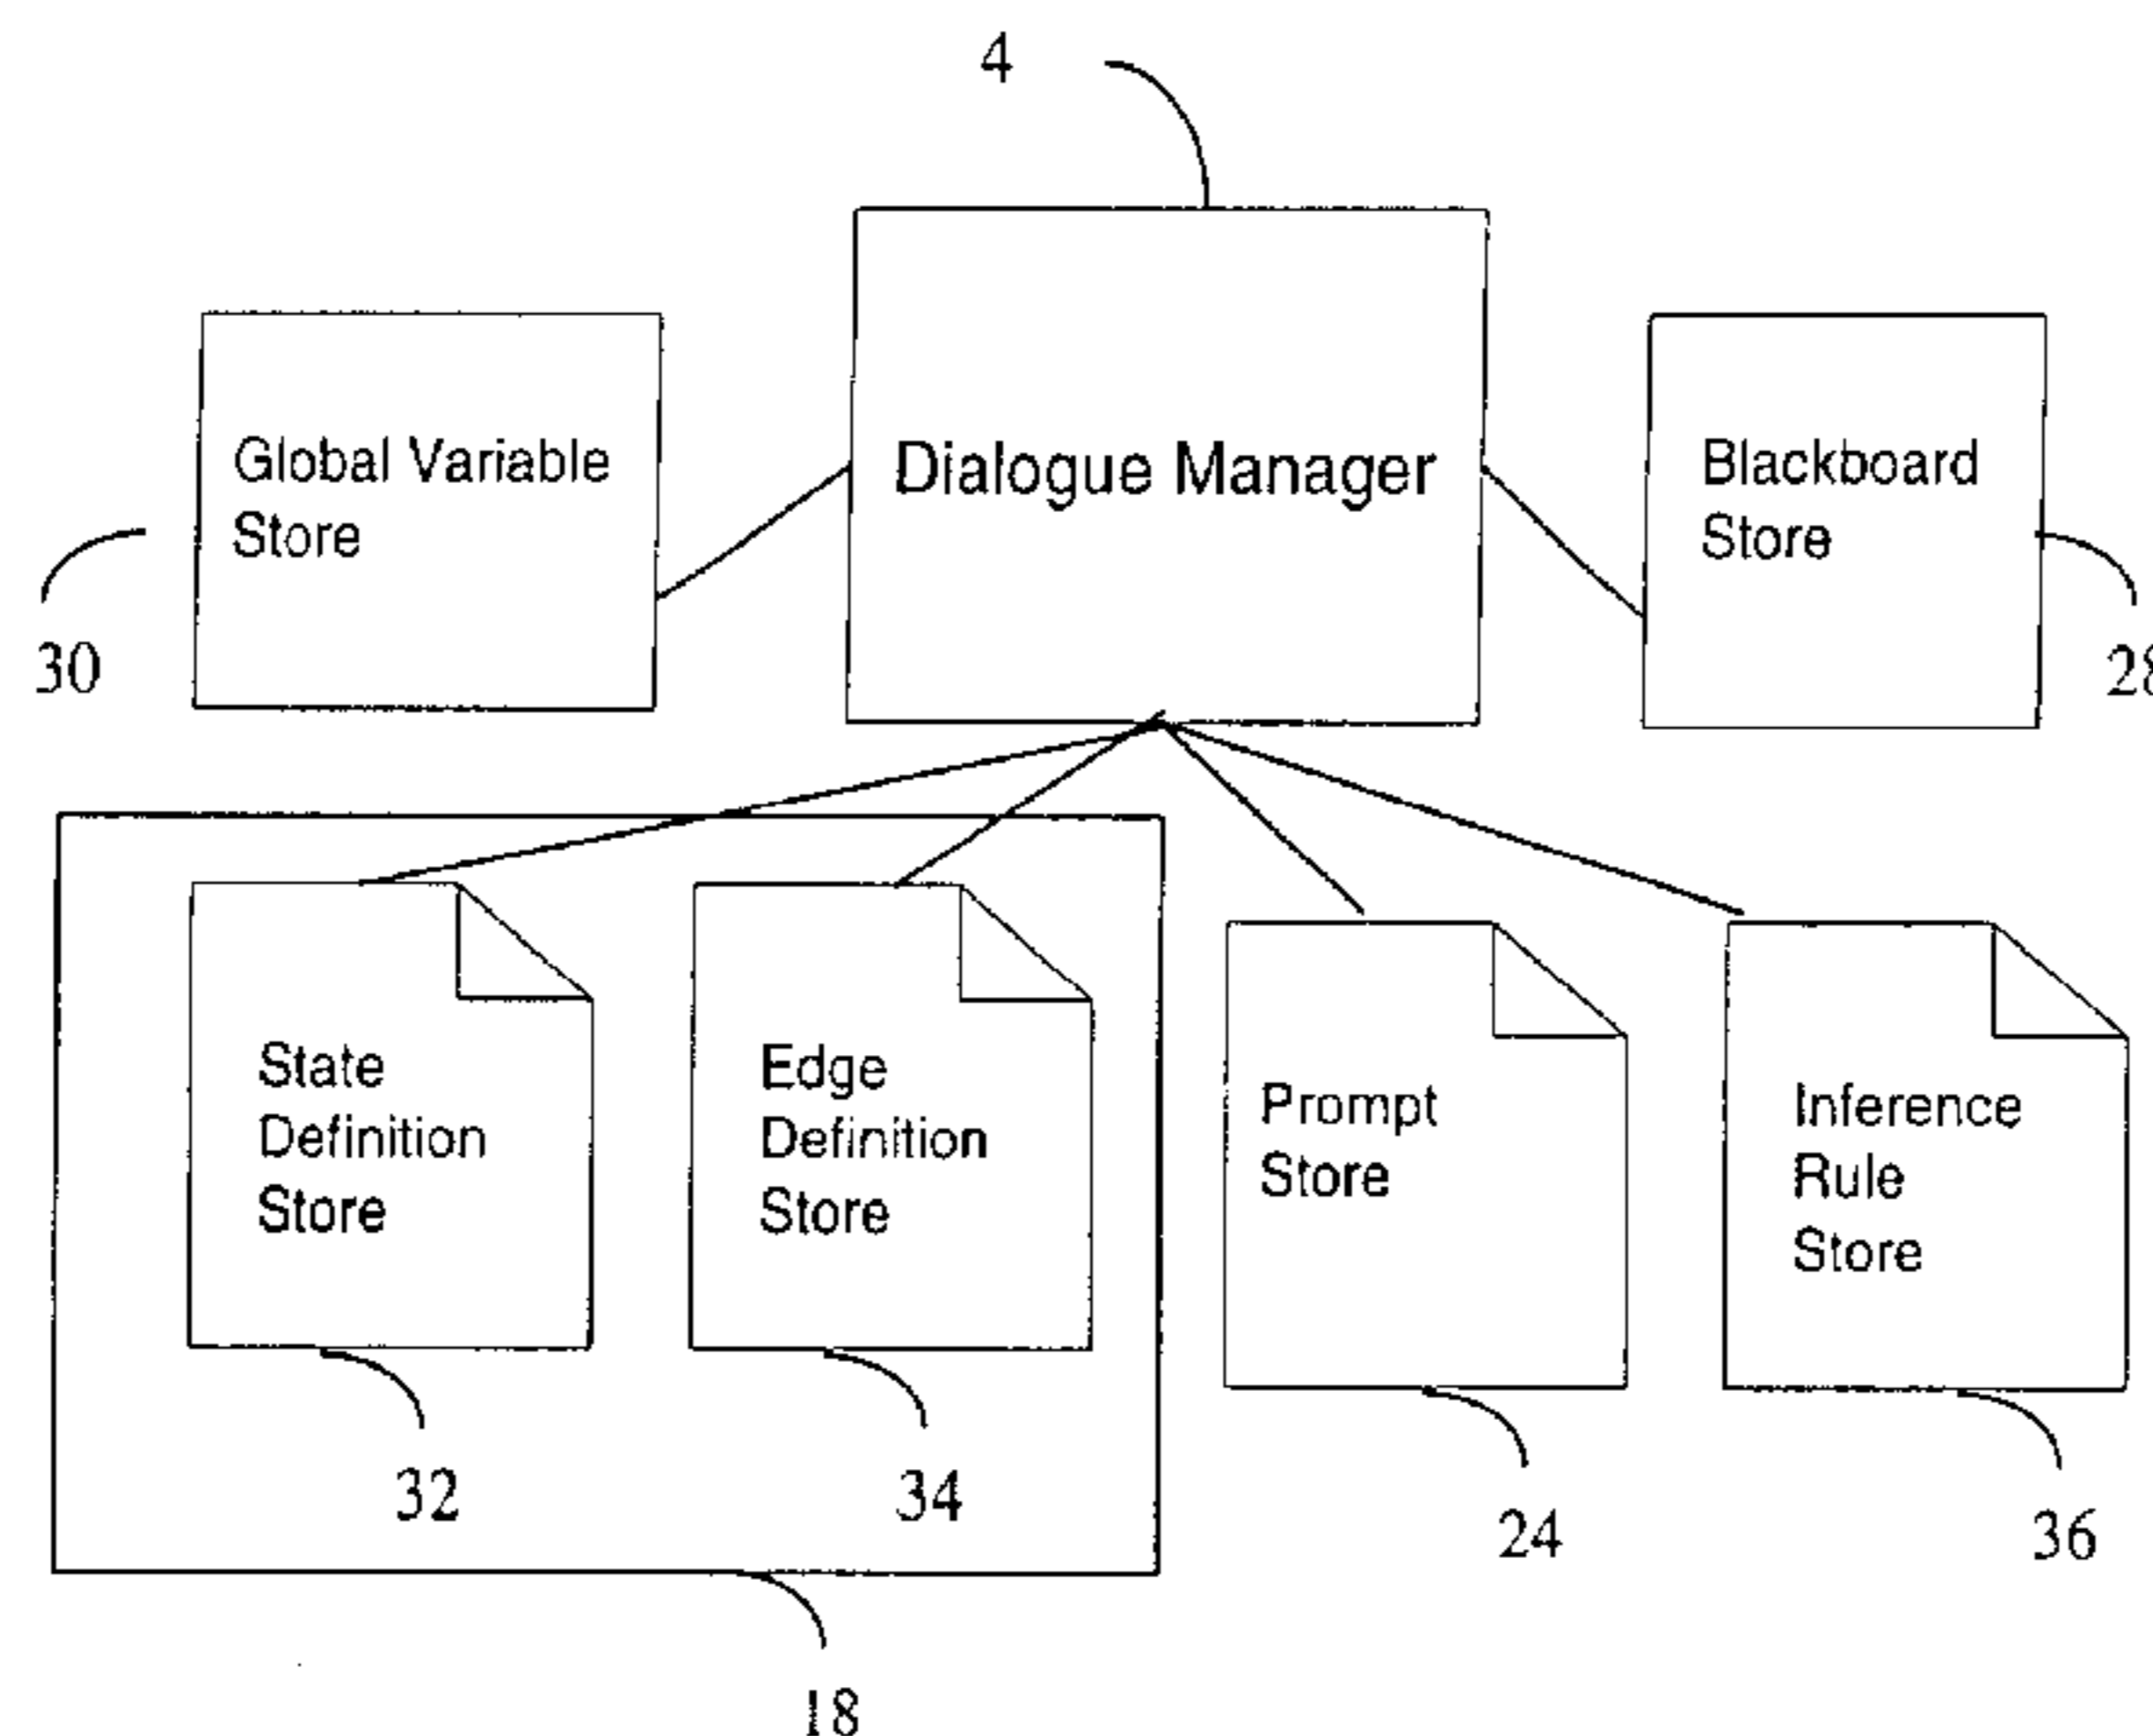 4
Global Variable
Store
Dialogue Manager
Blackboard
Store
30
28
State
Definition
Store
Edge
Definition
Store
Prompt
Store
Inference
Rule
Store
32
34
24
36
18